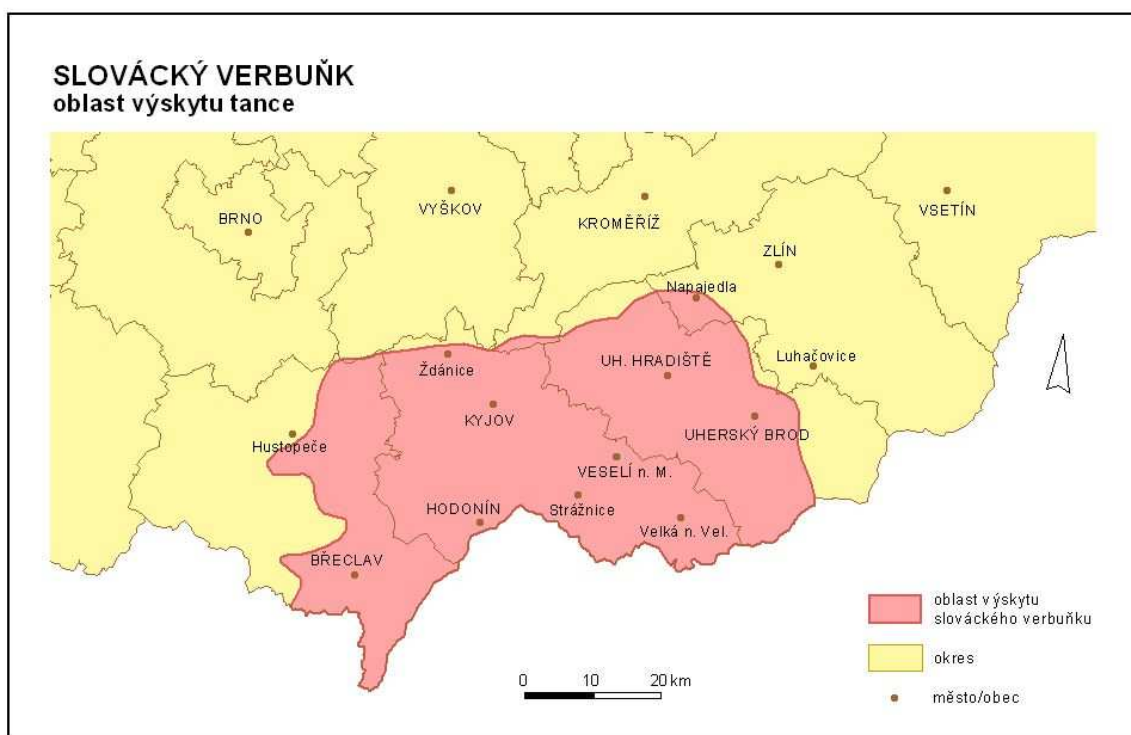 SLOVÁCKÝ VERBUŇK
oblast výskytu tance
BRNO
VYŠKOV
KROMĚŘÍŽ
VSETÍN
ZLÍN
Napajedla
Ždánice
UH. HRADIŠTĚ
Luhačovice
KYJOV
Hustopeče
UHERSKÝ BROD
VESELÍ n. M.
HODONÍN
Strážnice
Velká n. Vel.
BŘECLAV
oblast výskytu
slováckého verbuňku
okres
město/obec
0 10 20 km